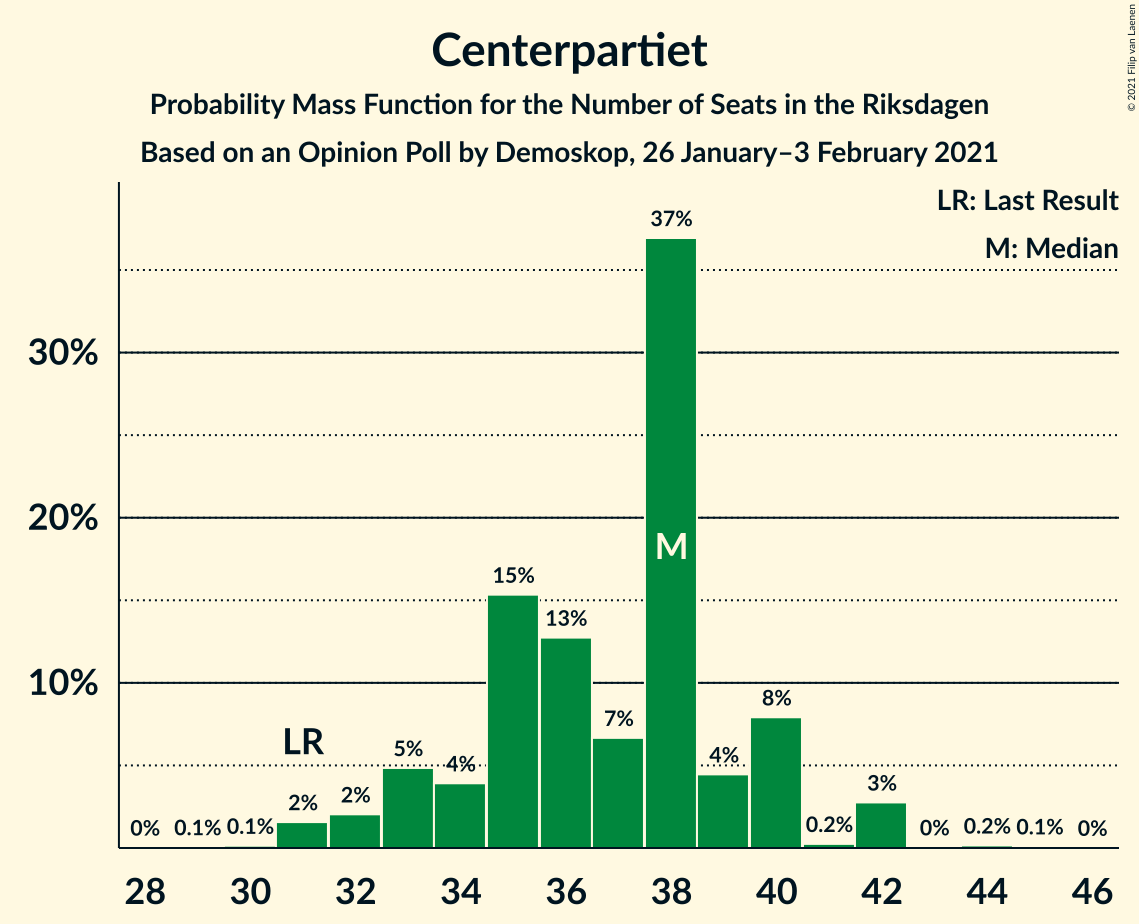 Centerpartiet
Probability Mass Function for the Number of Seats in the Riksdagen
Based on an Opinion Poll by Demoskop, 26 January–3 February 2021
© 2021 Filip van Laenen
LR: Last Result
M: Median
37%
30%
20%
M
15%
13%
10%
8%
7%
LR
5%
4%
4%
3%
2%
2%
0%
0.1%
0.1%
0.2%
0%
0.2%
0.1%
0%
28 30 32 34 36 38 40 42 44 46